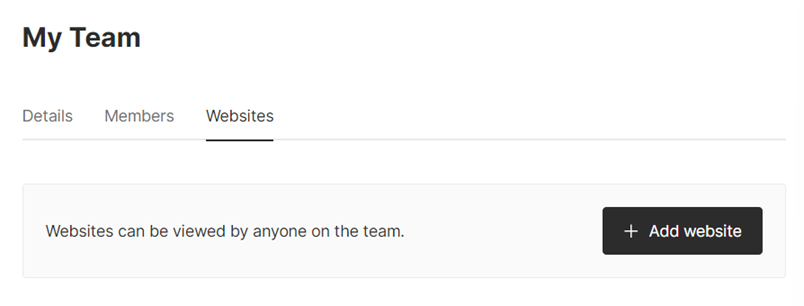 My Team
Details Members Websites
Websites can be viewed by anyone on the team.
+ Add website